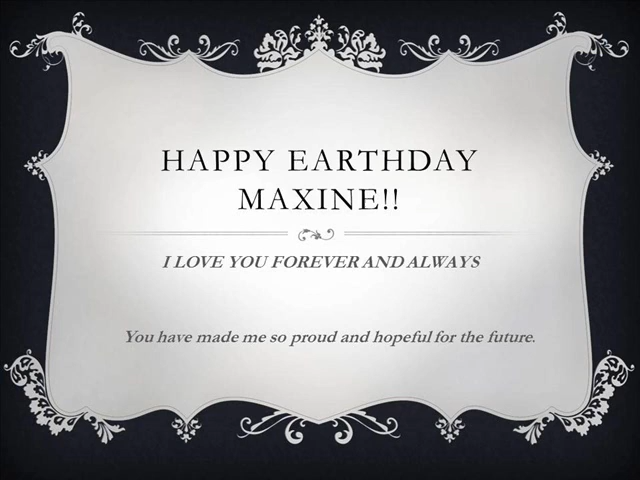 HAPPY EARTHDAY
MAXINE!!
I LOVE YOU FOREVER AND ALWAYS
You have made me so proud and hopeful for the future.